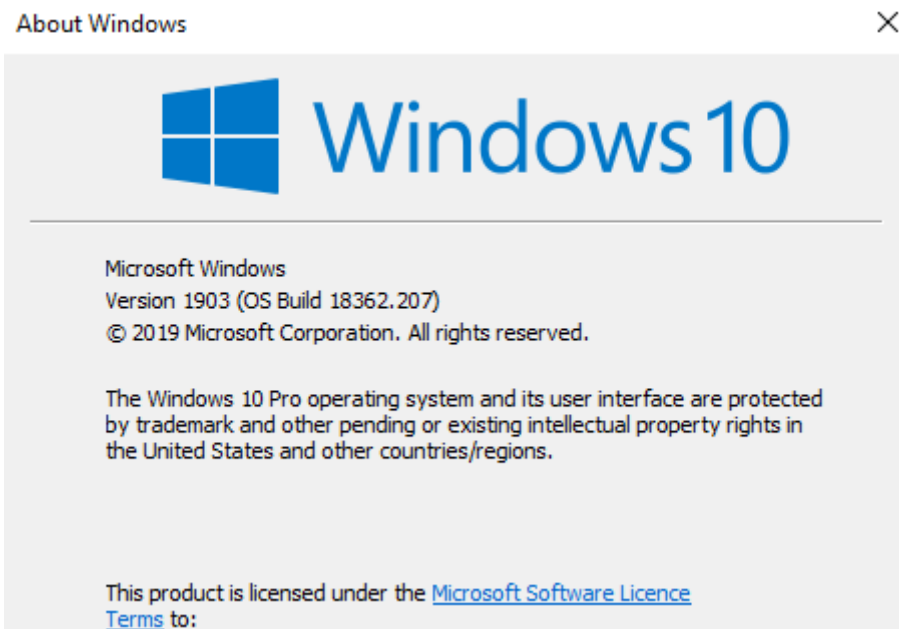 About Windows
Windows 10
Microsoft Windows
Version 1903 (OS Build 18362.207)
© 2019 Microsoft Corporation. All rights reserved.
The Windows 10 Pro operating system and its user interface are protected
by trademark and other pending or existing intellectual property rights in
the United States and other countries/regions.
This product is licensed under the Microsoft Software Licence
Terms to: